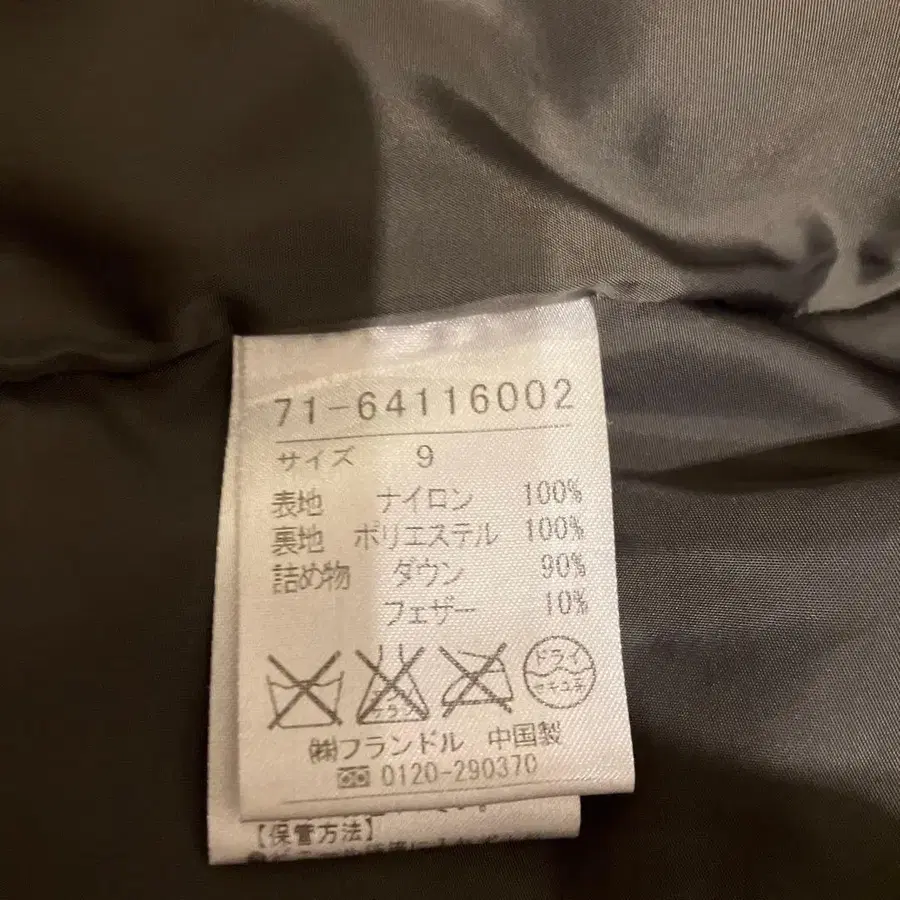 71-64116002
サイズ 9
表地 ナイロン 100%
裏地 ポリエステル 100%
詰め物 ダウン 90%
フェザー 10%
ドライ
㈱フランドル 中国製
0120-290370
【保管方法】